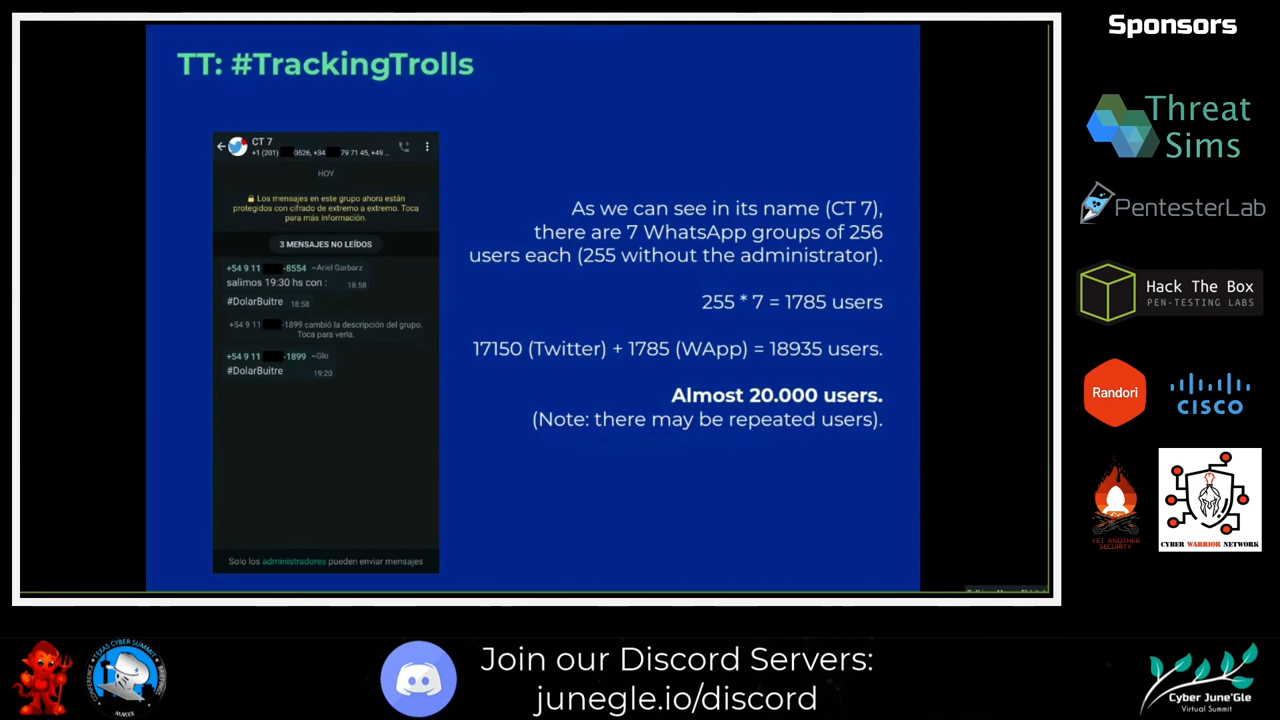 Sponsors
TT: #TrackingTrolls
CT 7
+1 (201) 0526, +34 79 71 45, +49 ...
HOY
Los mensajes en este grupo ahora están
protegidos con cifrado de extremo a extremo. Toca
para más información.
3 MENSAJES NO LEÍDOS
+54 9 11 -8554 ~Ariel Garbarz
salimos 19:30 hs con :
18:58
#DolarBuitre 18:58
+54 9 11 -1899 cambió la descripción del grupo.
Toca para verla.
+54 9 11 -1899 ~Glo
#DolarBuitre
19:20
Solo los administradores pueden enviar mensajes
As we can see in its name (CT 7),
there are 7 WhatsApp groups of 256
users each (255 without the administrator).
255 * 7 = 1785 users
17150 (Twitter) + 1785 (WApp) = 18935 users.
Almost 20.000 users.
(Note: there may be repeated users).
Threat
Sims
PentesterLab
Hack The Box
PEN-TESTING LABS
Randori
CISCO
YET ANOTHER
SECURITY
CYBER WARRIOR NETWORK
TEXAS CYBER SUMMIT
CONFERENCE
MMXX
Join our Discord Servers:
junegle.io/discord
Cyber June'Gle
Virtual Summit